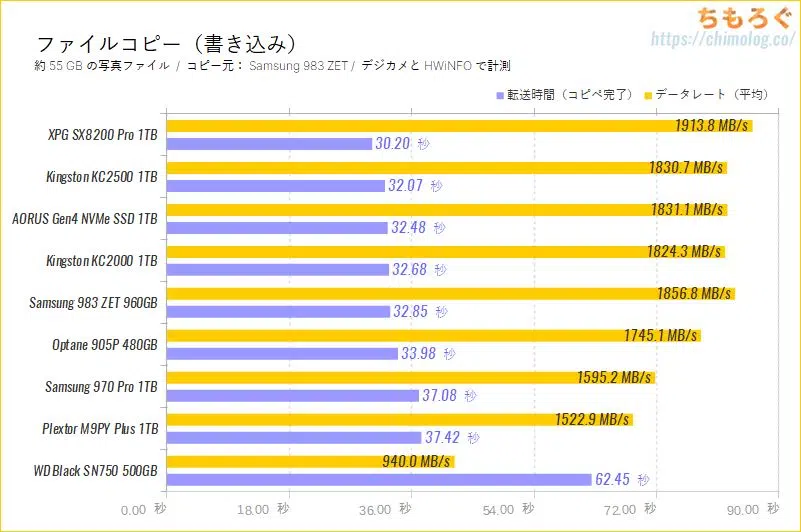 ちもろぐ
https://chimolog.co/
ファイルコピー（書き込み）
約 55 GB の写真ファイル / コピー元： Samsung 983 ZET / デジカメと HWiNFO で計測
転送時間（コピペ完了） データレート（平均）
XPG SX8200 Pro 1TB 1913.8 MB/s
30.20 秒
Kingston KC2500 1TB 1830.7 MB/s
32.07 秒
AORUS Gen4 NVMe SSD 1TB 1831.1 MB/s
32.48 秒
Kingston KC2000 1TB 1824.3 MB/s
32.68 秒
Samsung 983 ZET 960GB 1856.8 MB/s
32.85 秒
Optane 905P 480GB 1745.1 MB/s
33.98 秒
Samsung 970 Pro 1TB 1595.2 MB/s
37.08 秒
Plextor M9PY Plus 1TB 1522.9 MB/s
37.42 秒
WD Black SN750 500GB 940.0 MB/s
62.45 秒
0.00 秒 18.00 秒 36.00 秒 54.00 秒 72.00 秒 90.00 秒